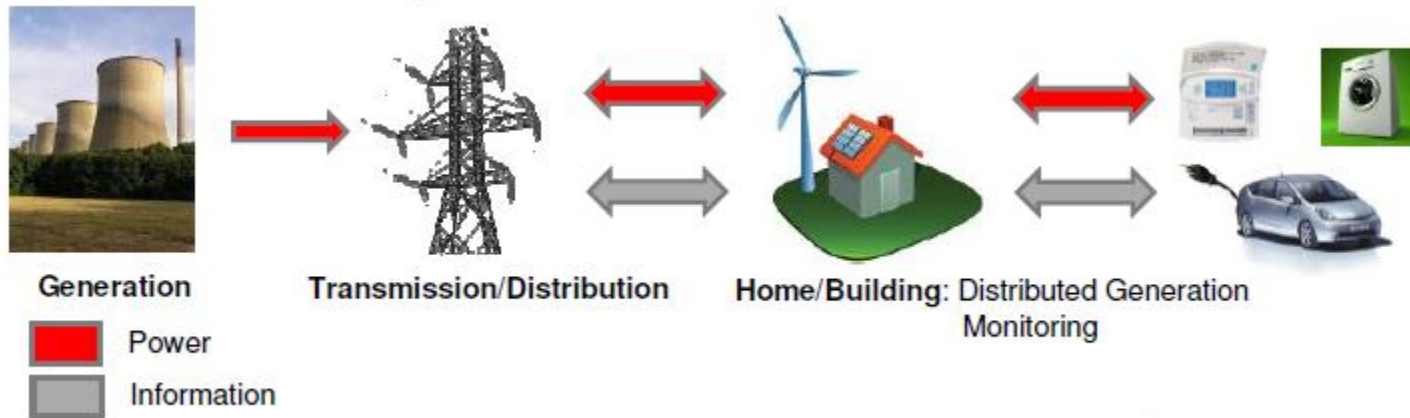 Generation
Transmission/Distribution
Home/Building: Distributed Generation
Monitoring
Power
Information